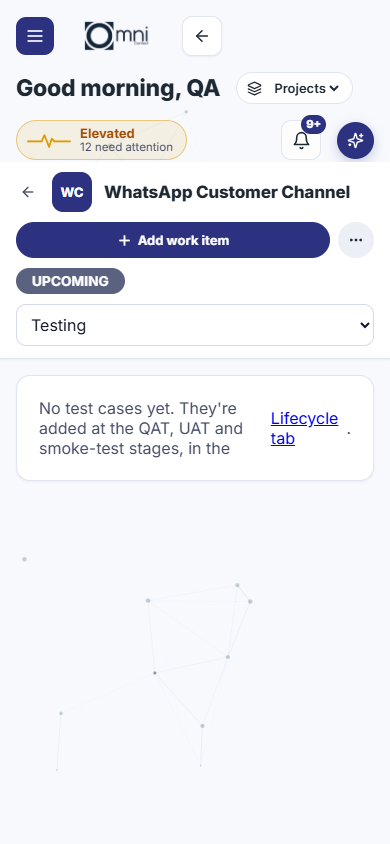 Omni
Good morning, QA
Projects
Elevated
12 need attention
9+
WC
WhatsApp Customer Channel
+ Add work item
...
UPCOMING
Testing
No test cases yet. They're
added at the QAT, UAT and
smoke-test stages, in the
Lifecycle
tab
.